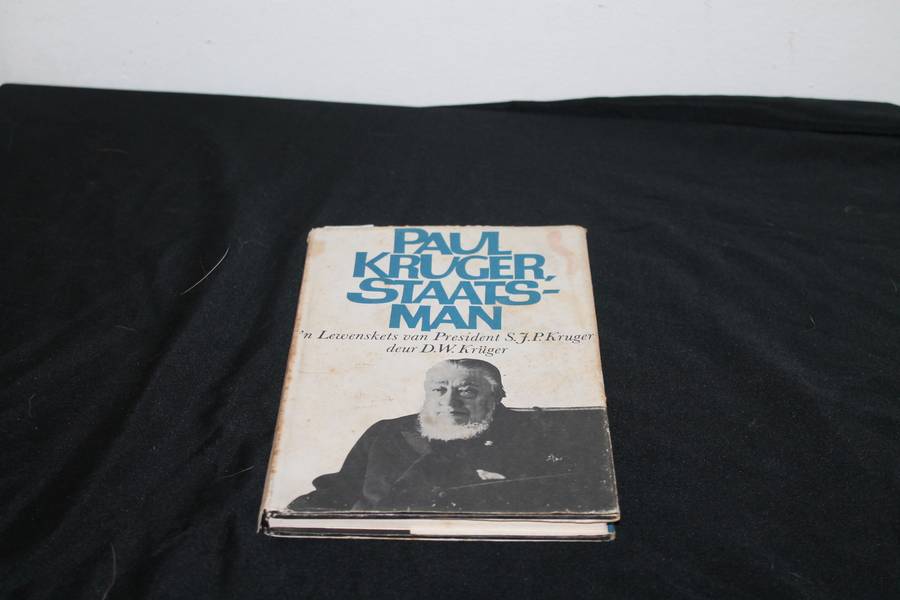 PAUL
KRUGER,
STAATS-
MAN
'n Lewenskets van President S.J.P. Kruger
deur D.W. Krüger